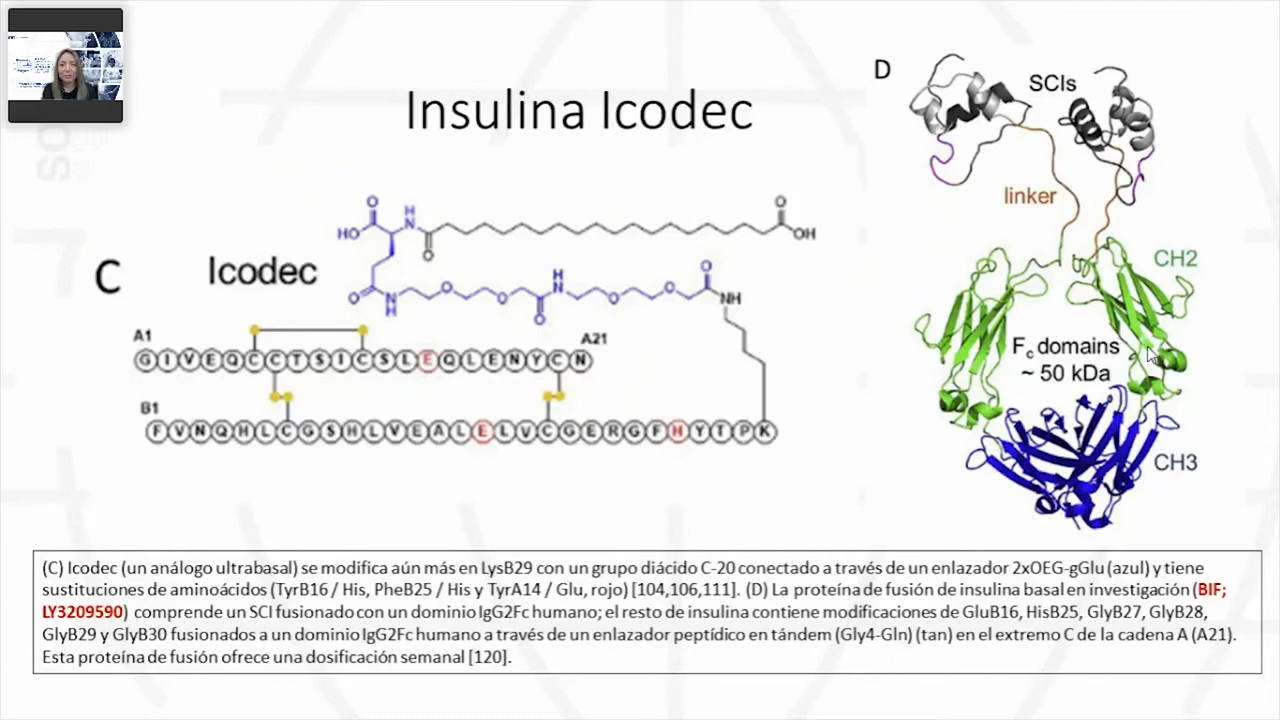 Insulina Icodec
C
Icodec
HO
O
H
N
O
O
OH
O
N
H
O
O
O
H
N
O
O
O
NH
A1
A21
G I V E Q C C T S I C S L E Q L E N Y C N
B1
F V N Q H L C G S H L V E A L E L V C G E R G F H Y T P K
D
SCIs
linker
CH2
Fc domains
~ 50 kDa
CH3
(C) Icodec (un análogo ultrabasal) se modifica aún más en LysB29 con un grupo diácido C-20 conectado a través de un enlazador 2xOEG-gGlu (azul) y tiene
sustituciones de aminoácidos (TyrB16 / His, PheB25 / His y TyrA14 / Glu, rojo) [104,106,111]. (D) La proteína de fusión de insulina basal en investigación (BIF;
LY3209590) comprende un SCI fusionado con un dominio IgG2Fc humano; el resto de insulina contiene modificaciones de GluB16, HisB25, GlyB27, GlyB28,
GlyB29 y GlyB30 fusionados a un dominio IgG2Fc humano a través de un enlazador peptídico en tándem (Gly4-Gln) (tan) en el extremo C de la cadena A (A21).
Esta proteína de fusión ofrece una dosificación semanal [120].